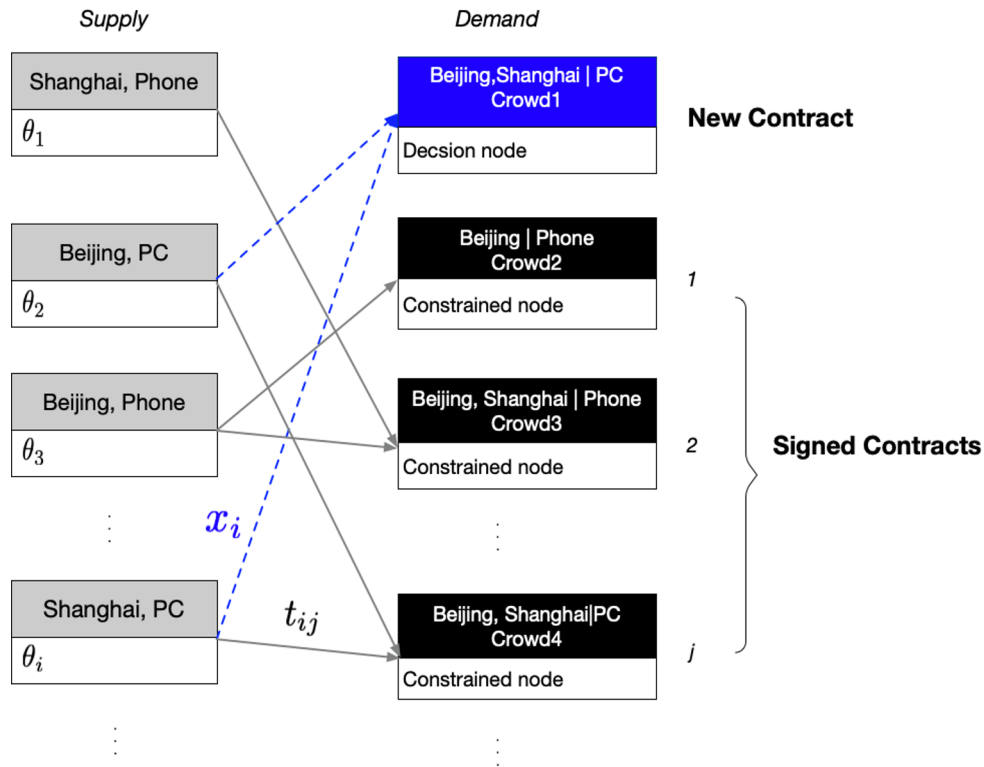 Supply
Demand
Shanghai, Phone
θ1
Beijing,Shanghai | PC
Crowd1
Decsion node
New Contract
Beijing, PC
θ2
Beijing | Phone
Crowd2
Constrained node
1
Beijing, Phone
θ3
Beijing, Shanghai | Phone
Crowd3
Constrained node
2
Signed Contracts
xi
Shanghai, PC
θi
tij
Beijing, Shanghai|PC
Crowd4
Constrained node
j